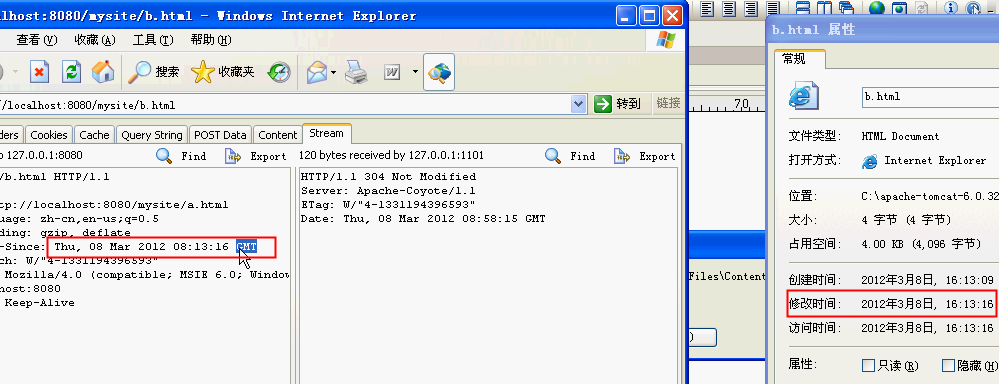 lhost:8080/mysite/b.html - Windows Internet Explorer
查看(V) 收藏(A) 工具(T) 帮助(H)
搜索 收藏夹
/localhost:8080/mysite/b.html 转到 链接
ders Cookies Cache Query String POST Data Content Stream
o 127.0.0.1:8080 Find Export
/b.html HTTP/1.1
tp://localhost:8080/mysite/a.html
uage: zh-cn,en-us;q=0.5
ding: gzip, deflate
-Since: Thu, 08 Mar 2012 08:13:16 GMT
ch: W/"4-1331194396593"
Mozilla/4.0 (compatible; MSIE 6.0; Window
host:8080
Keep-Alive
120 bytes received by 127.0.0.1:1101 Find Export
HTTP/1.1 304 Not Modified
Server: Apache-Coyote/1.1
ETag: W/"4-1331194396593"
Date: Thu, 08 Mar 2012 08:58:15 GMT
70
Files\Content
)
b.html 属性
常规
b.html
文件类型: HTML Document
打开方式: Internet Explorer
位置: C:\apache-tomcat-6.0.32
大小: 4 字节 (4 字节)
占用空间: 4.00 KB (4,096 字节)
创建时间: 2012年3月8日, 16:13:09
修改时间: 2012年3月8日, 16:13:16
访问时间: 2012年3月8日, 16:13:16
属性: 只读(R) 隐藏(H)